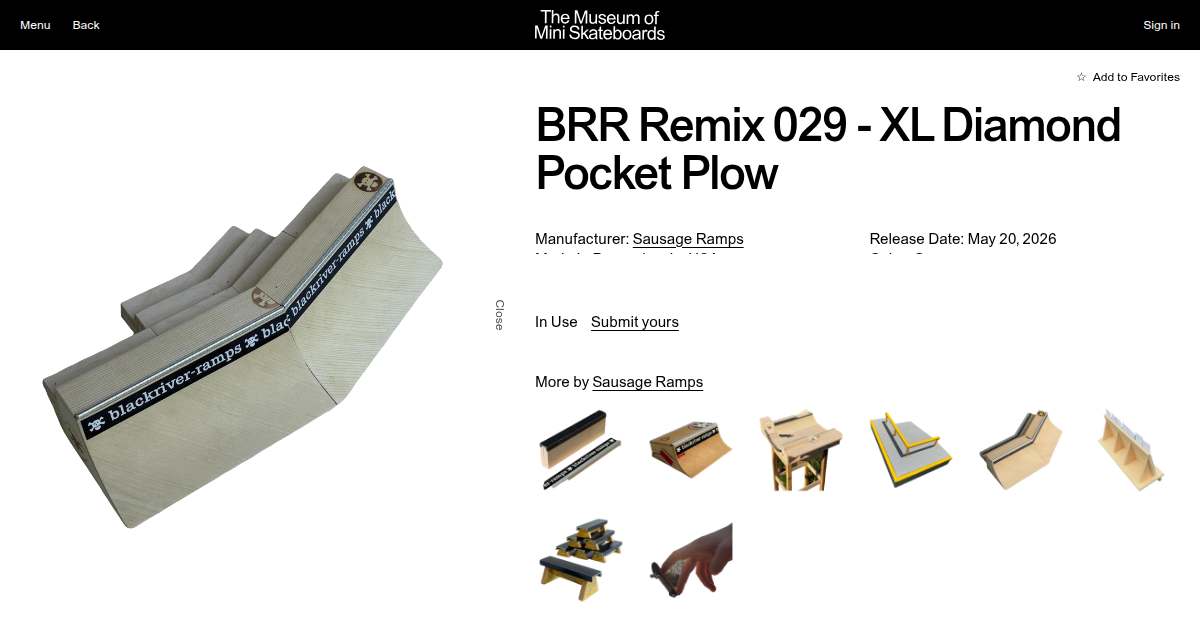 Menu
Back
The Museum of
Mini Skateboards
Sign in
☆ Add to Favorites
BRR Remix 029 - XL Diamond
Pocket Plow
Manufacturer: Sausage Ramps
Release Date: May 20, 2026
Close
In Use
Submit yours
More by Sausage Ramps
blackriver-ramps
blackriver-ramps
black